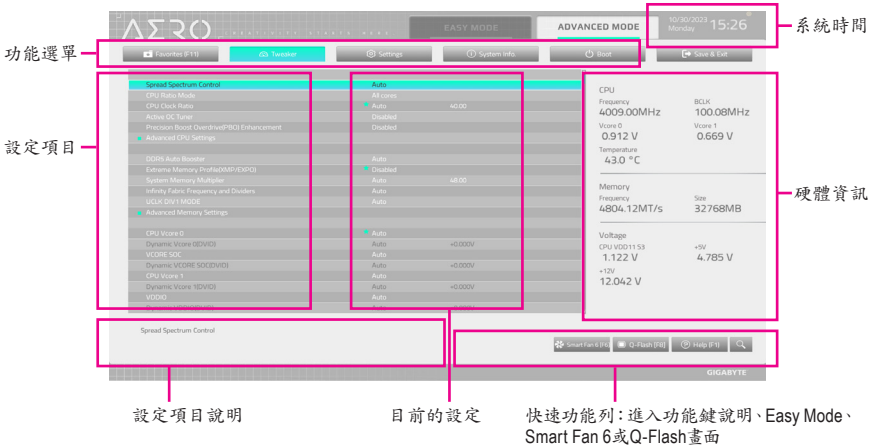 AERO
CREATIVITY STARTS HERE
EASY MODE
ADVANCED MODE
10/30/2023
Monday
15:26
系統時間
功能選單
Favorites (F11)
Tweaker
Settings
System Info.
Boot
Save & Exit
設定項目
Spread Spectrum Control Auto
CPU Ratio Mode All cores
CPU Clock Ratio Auto 40.00
Active OC Tuner Disabled
Precision Boost Overdrive(PBO) Enhancement Disabled
Advanced CPU Settings
DDR5 Auto Booster Auto
Extreme Memory Profile(XMP/EXPO) Disabled
System Memory Multiplier Auto 48.00
Infinity Fabric Frequency and Dividers Auto
UCLK DIV1 MODE Auto
Advanced Memory Settings
CPU Vcore 0 Auto
Dynamic Vcore 0(DVID) Auto +0.000V
VCORE SOC Auto
Dynamic VCORE SOC(DVID) Auto +0.000V
CPU Vcore 1 Auto
Dynamic Vcore 1(DVID) Auto +0.000V
VDDIO Auto
CPU
Frequency BCLK
4009.00MHz 100.08MHz
Vcore 0 Vcore 1
0.912 V 0.669 V
Temperature
43.0 °C
Memory
Frequency Size
4804.12MT/s 32768MB
Voltage
CPU VDD11 S3 +5V
1.122 V 4.785 V
+12V
12.042 V
硬體資訊
Spread Spectrum Control
Smart Fan 6 (F6)
Q-Flash (F8)
Help (F1)
GIGABYTE
設定項目說明
目前的設定
快速功能列：進入功能鍵說明、Easy Mode、
Smart Fan 6或Q-Flash畫面